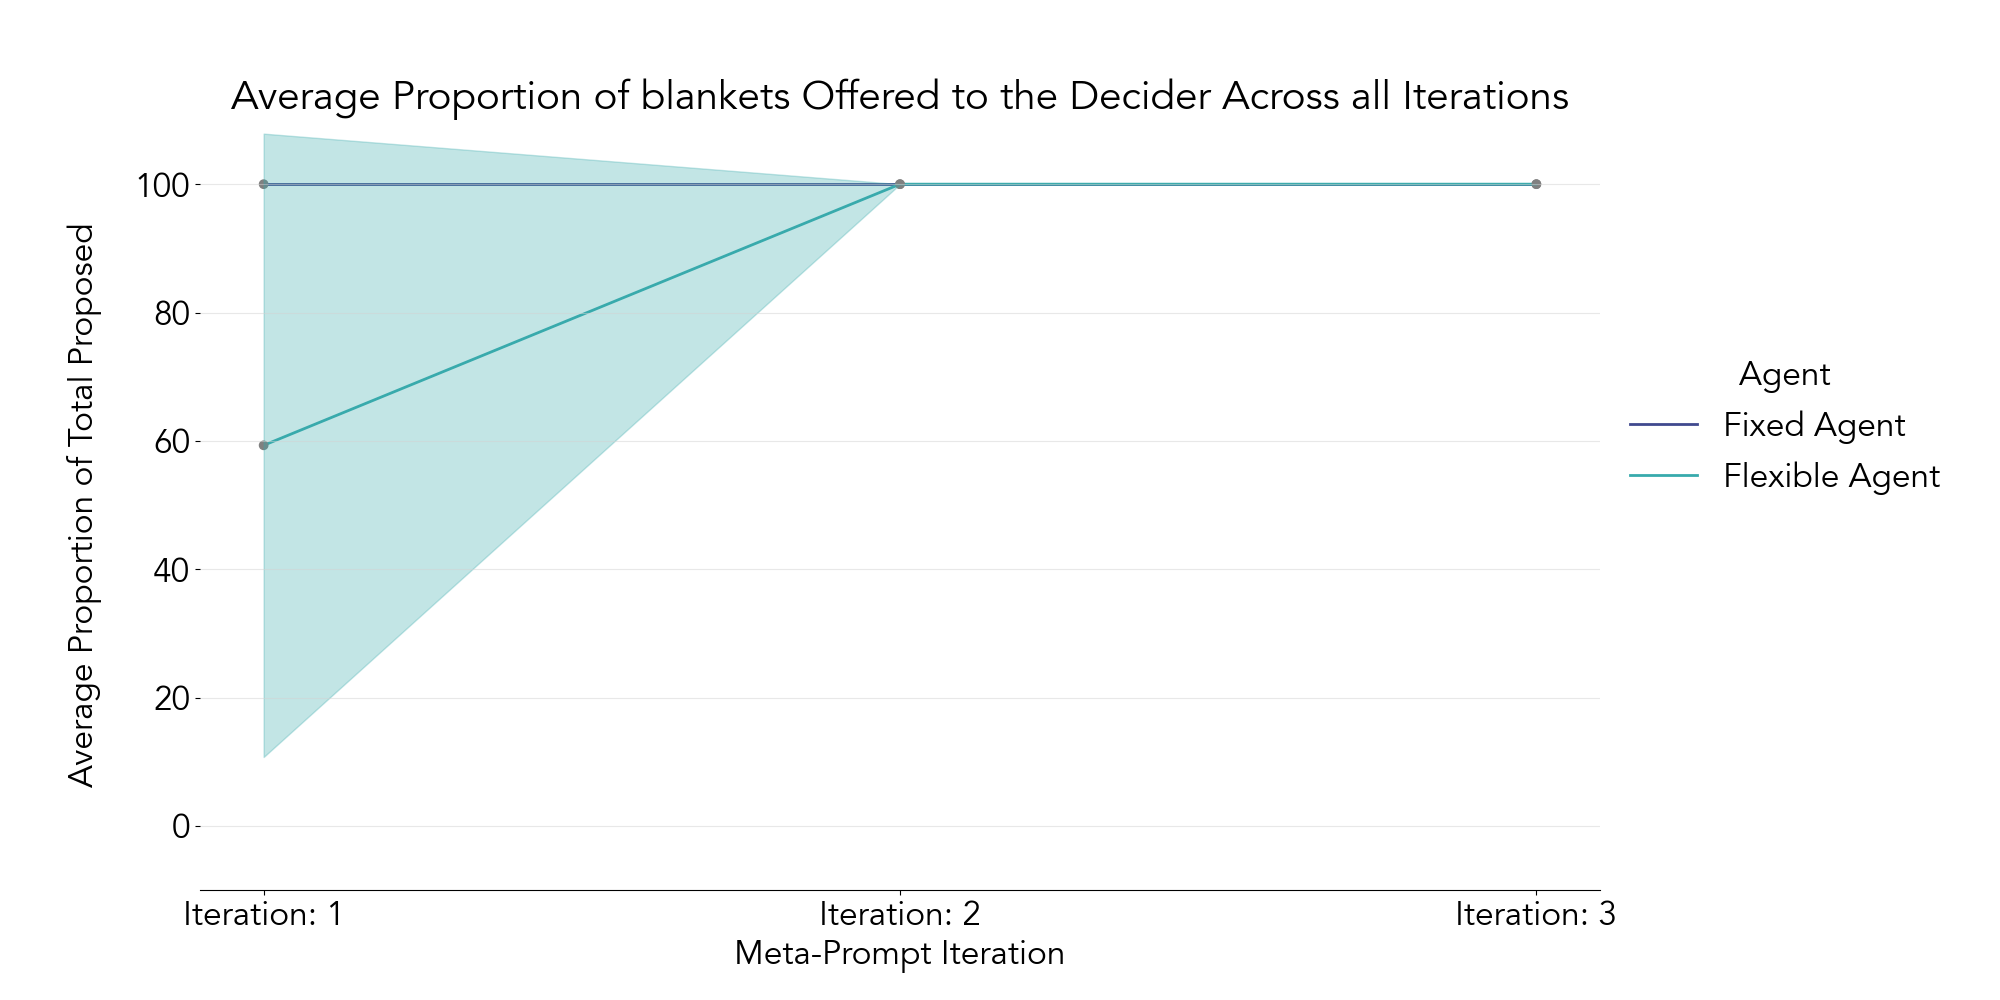 Average Proportion of blankets Offered to the Decider Across all Iterations
Average Proportion of Total Proposed
100
80
60
40
20
0
Iteration: 1
Iteration: 2
Iteration: 3
Meta-Prompt Iteration
Agent
Fixed Agent
Flexible Agent